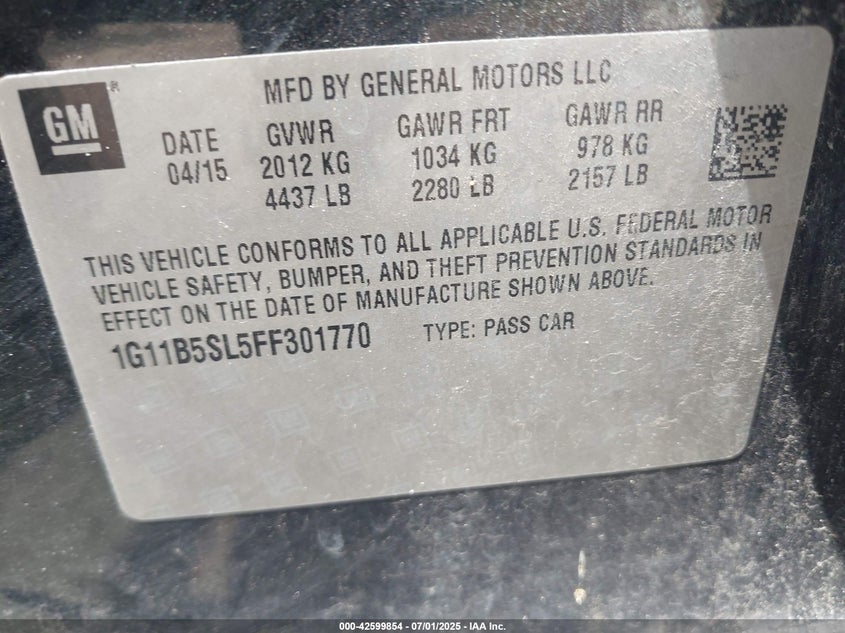 GM®
MFD BY GENERAL MOTORS LLC
DATE GVWR GAWR FRT GAWR RR
04/15 2012 KG 1034 KG 978 KG
4437 LB 2280 LB 2157 LB
THIS VEHICLE CONFORMS TO ALL APPLICABLE U.S. FEDERAL MOTOR
VEHICLE SAFETY, BUMPER, AND THEFT PREVENTION STANDARDS IN
EFFECT ON THE DATE OF MANUFACTURE SHOWN ABOVE.
1G11B5SL5FF301770 TYPE: PASS CAR
000-42599854 - 07/01/2025 - IAA Inc.